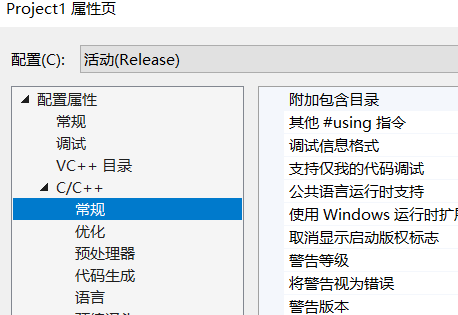 Project1 属性页
配置(C): 活动(Release)
配置属性
常规
调试
VC++ 目录
C/C++
常规
优化
预处理器
代码生成
语言
附加包含目录
其他 #using 指令
调试信息格式
支持仅我的代码调试
公共语言运行时支持
使用 Windows 运行时扩
取消显示启动版权标志
警告等级
将警告视为错误
警告版本